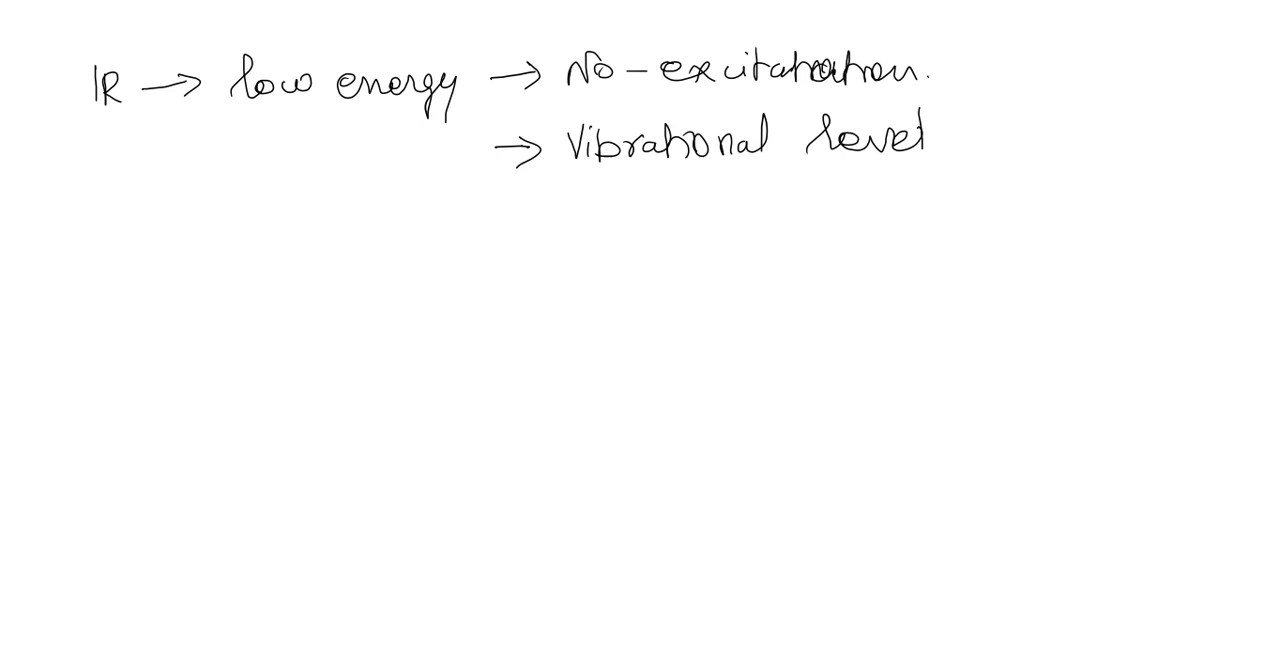 IR → low energy → No - excitation.
→ Vibrational level